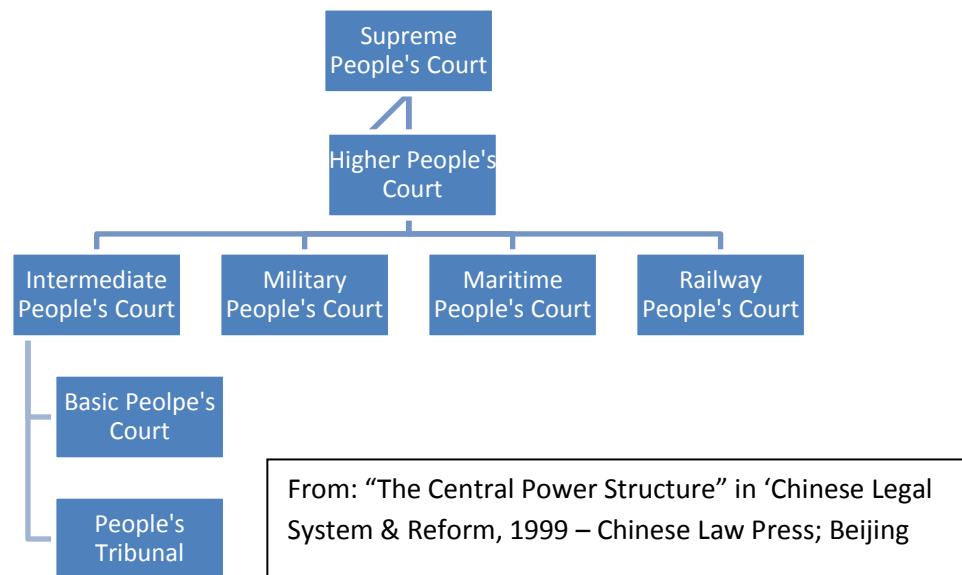 Supreme
People's Court
Higher People's
Court
Intermediate
People's Court
Military
People's Court
Maritime
People's Court
Railway
People's Court
Basic Peolpe's
Court
People's
Tribunal
From: “The Central Power Structure” in ‘Chinese Legal
System & Reform, 1999 – Chinese Law Press; Beijing